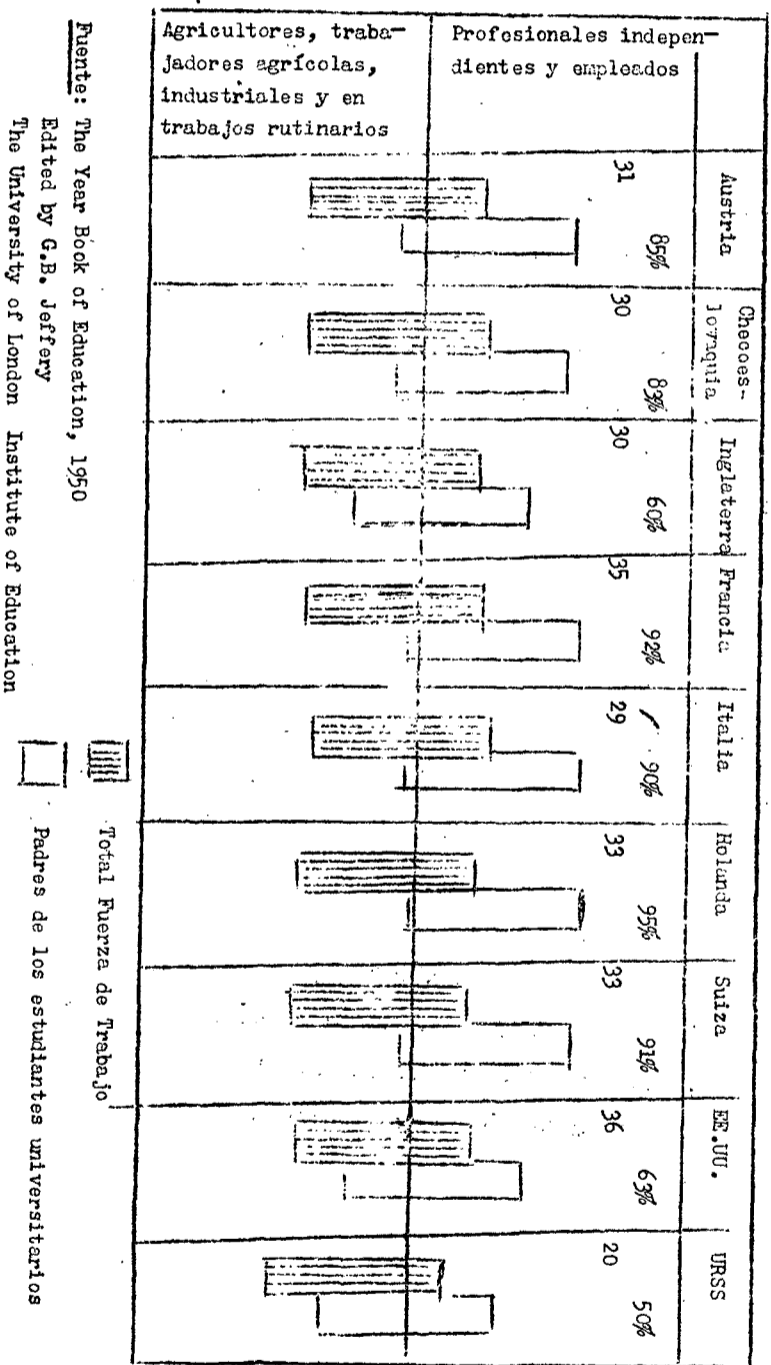 Agricultores, traba-
jadores agrícolas,
industriales y en
trabajos rutinarios
Profesionales indepen-
dientes y empleados
Austria
31
85%
Checoes-
lovaquia
30
83%
Inglaterra
30
60%
Francia
35
92%
Italia
29
90%
Holanda
33
95%
Suiza
33
91%
EE.UU.
36
63%
URSS
20
50%
Total Fuerza de Trabajo
Padres de los estudiantes universitarios
Fuente: The Year Book of Education, 1950
Edited by G.B. Jeffery
The University of London Institute of Education